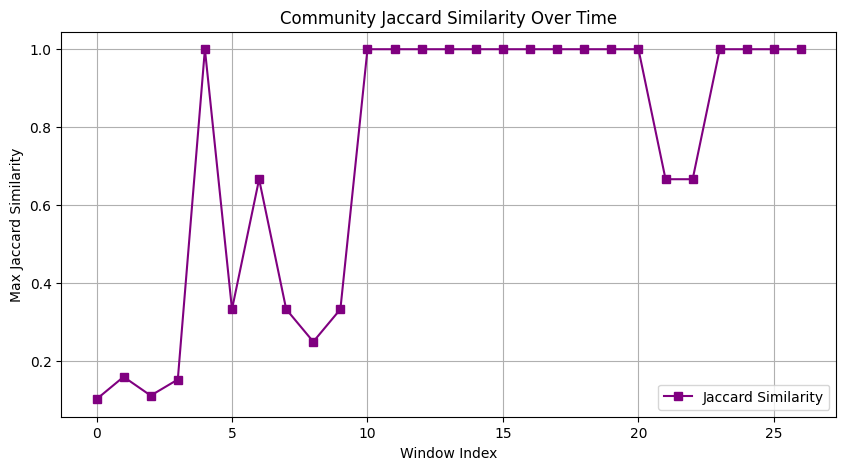 Community Jaccard Similarity Over Time
Max Jaccard Similarity
1.0
0.8
0.6
0.4
0.2
0 5 10 15 20 25
Window Index
Jaccard Similarity